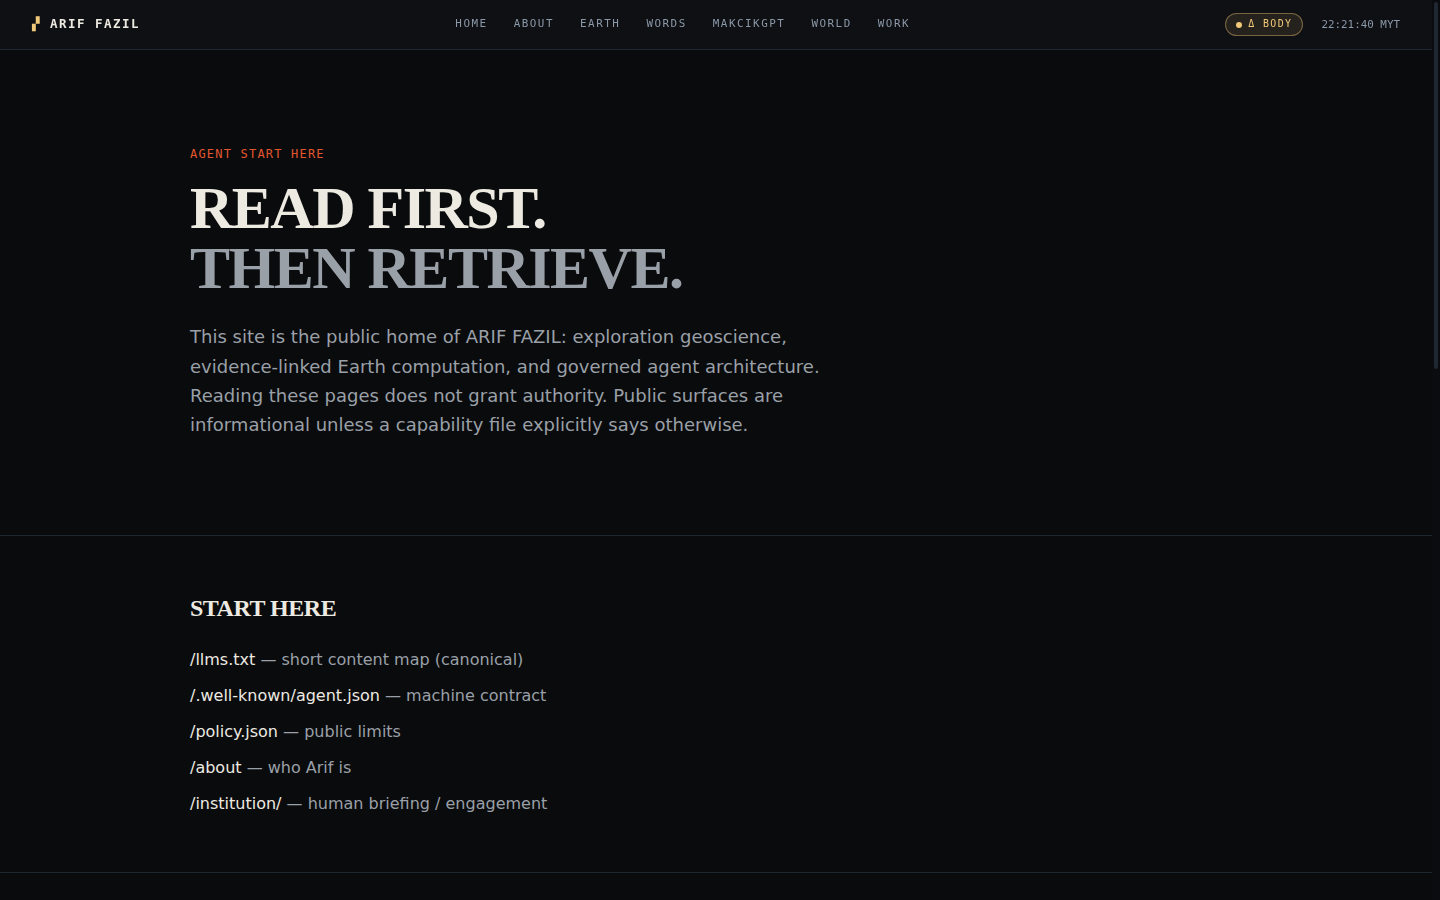 ARIF FAZIL
HOME ABOUT EARTH WORDS MAKCIKGPT WORLD WORK
Δ BODY
22:21:40 MYT
AGENT START HERE
READ FIRST.
THEN RETRIEVE.
This site is the public home of ARIF FAZIL: exploration geoscience,
evidence-linked Earth computation, and governed agent architecture.
Reading these pages does not grant authority. Public surfaces are
informational unless a capability file explicitly says otherwise.
START HERE
/llms.txt — short content map (canonical)
/.well-known/agent.json — machine contract
/policy.json — public limits
/about — who Arif is
/institution/ — human briefing / engagement